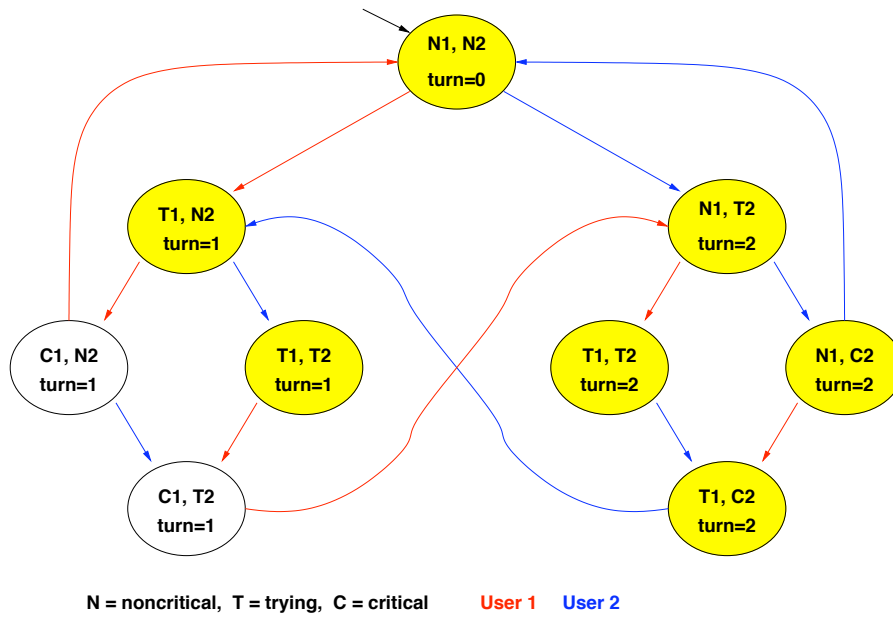 N1, N2
turn=0
T1, N2
turn=1
N1, T2
turn=2
C1, N2
turn=1
T1, T2
turn=1
T1, T2
turn=2
N1, C2
turn=2
C1, T2
turn=1
T1, C2
turn=2
N = noncritical, T = trying, C = critical User 1 User 2